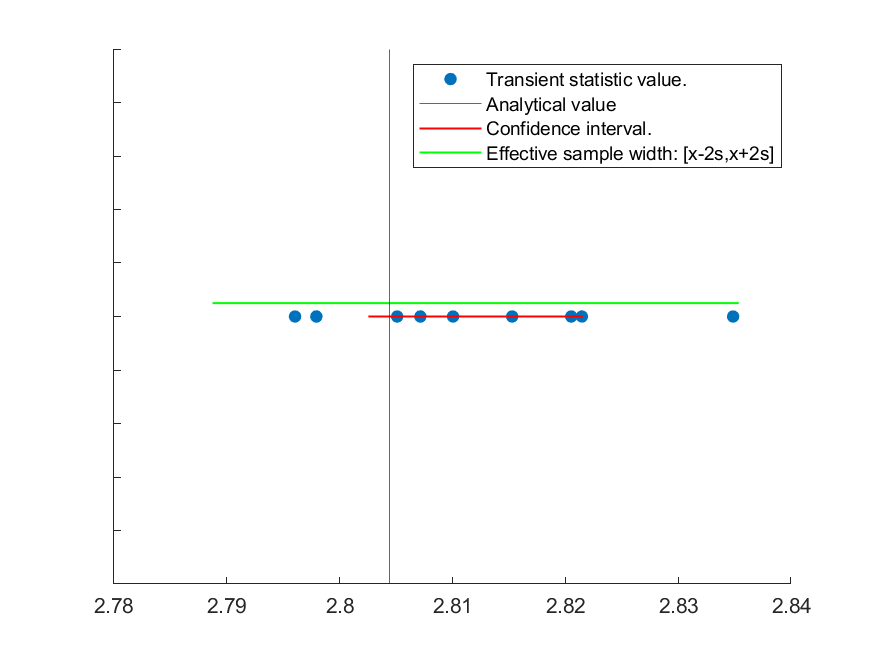 Transient statistic value.
Analytical value
Confidence interval.
Effective sample width: [x-2s,x+2s]
2.78 2.79 2.8 2.81 2.82 2.83 2.84